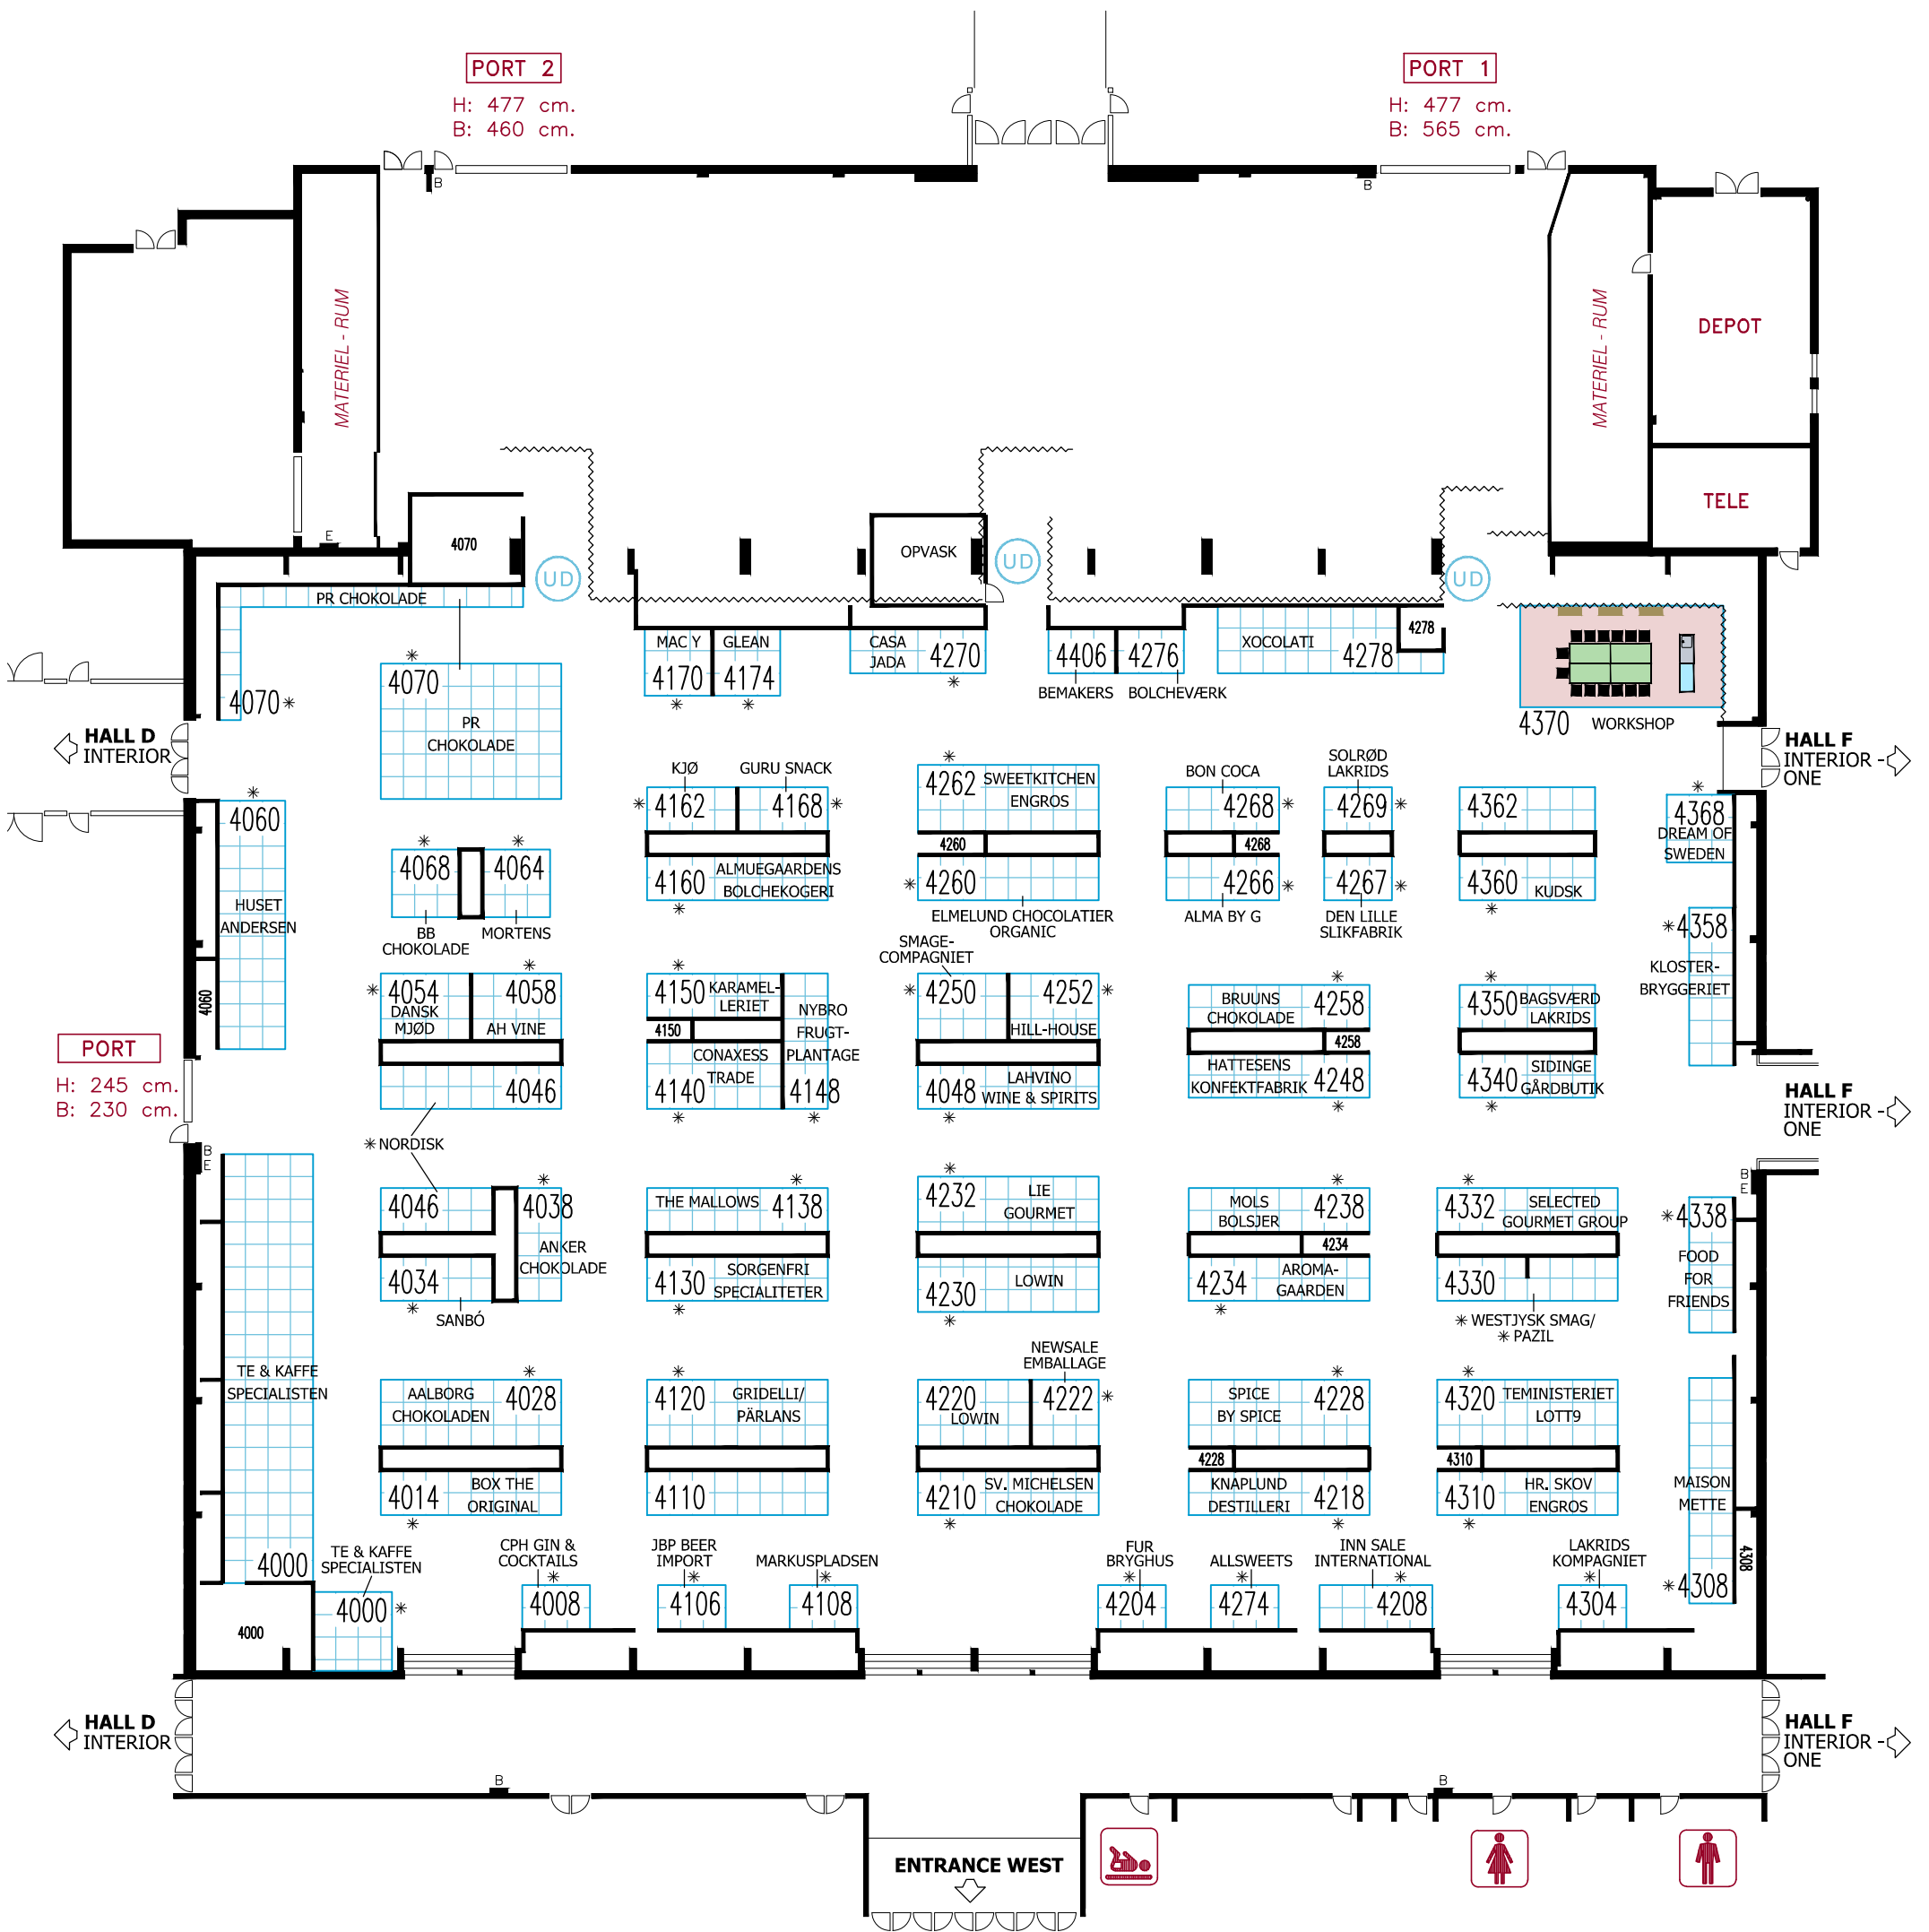 PORT 2
H: 477 cm.
B: 460 cm.
PORT 1
H: 477 cm.
B: 565 cm.
B
B
MATERIEL - RUM
MATERIEL - RUM
DEPOT
TELE
E
4070
OPVASK
UD
UD
UD
PR CHOKOLADE
4070 *
*
4070
PR
CHOKOLADE
MAC Y
4170
*
GLEAN
4174
*
CASA
JADA
4270
*
4406
BEMAKERS
4276
BOLCHEVÆRK
XOCOLATI
4278
4278
4370
WORKSHOP
HALL D
INTERIOR
HALL F
INTERIOR -
ONE
*
4060
HUSET
ANDERSEN
4060
*
4068
BB
CHOKOLADE
*
4064
MORTENS
KJØ
* 4162
GURU SNACK
4168 *
4160
ALMUEGAARDENS
BOLCHEKOGERI
*
*
4262
SWEETKITCHEN
ENGROS
4260
* 4260
ELMELUND CHOCOLATIER
ORGANIC
BON COCA
4268 *
4268
4266 *
ALMA BY G
SOLRØD
LAKRIDS
4269 *
4267 *
DEN LILLE
SLIKFABRIK
4362
4360
KUDSK
*
*
4368
DREAM OF
SWEDEN
* 4358
KLOSTER-
BRYGGERIET
* 4054
DANSK
MJØD
*
4058
AH VINE
4046
* NORDISK
*
4150
KARAMEL-
LERIET
4150
CONAXESS
TRADE
4140
*
NYBRO
FRUGT-
PLANTAGE
4148
*
SMAGE-
COMPAGNIET
* 4250
4252 *
HILL-HOUSE
4048
LAHVINO
WINE & SPIRITS
*
*
BRUUNS
CHOKOLADE
4258
4258
HATTESENS
KONFEKTFABRIK
4248
*
*
4350
BAGSVÆRD
LAKRIDS
4340
SIDINGE
GÅRDBUTIK
*
PORT
H: 245 cm.
B: 230 cm.
HALL F
INTERIOR -
ONE
B
E
B
E
4046
*
4038
ANKER
CHOKOLADE
4034
*
SANBÓ
*
THE MALLOWS
4138
4130
SORGENFRI
SPECIALITETER
*
*
4232
LIE
GOURMET
4230
LOWIN
*
*
MOLS
BOLSJER
4238
4234
4234
AROMA-
GAARDEN
*
*
4332
SELECTED
GOURMET GROUP
4330
* WESTJYSK SMAG/
* PAZIL
* 4338
FOOD
FOR
FRIENDS
TE & KAFFE
SPECIALISTEN
4000
*
AALBORG
CHOKOLADEN
4028
4014
BOX THE
ORIGINAL
*
*
4120
GRIDELLI/
PÄRLANS
4110
NEWSALE
EMBALLAGE
4220
LOWIN
4222 *
4210
SV. MICHELSEN
CHOKOLADE
*
*
SPICE
BY SPICE
4228
4228
KNAPLUND
DESTILLERI
4218
*
*
4320
TEMINISTERIET
LOTT9
4310
4310
HR. SKOV
ENGROS
*
MAISON
METTE
4308
* 4308
TE & KAFFE
SPECIALISTEN
4000 *
4000
CPH GIN &
COCKTAILS
*
4008
JBP BEER
IMPORT
*
4106
MARKUSPLADSEN
*
4108
FUR
BRYGHUS
*
4204
ALLSWEETS
*
4274
INN SALE
INTERNATIONAL
*
4208
LAKRIDS
KOMPAGNIET
*
4304
HALL D
INTERIOR
HALL F
INTERIOR -
ONE
B
B
ENTRANCE WEST